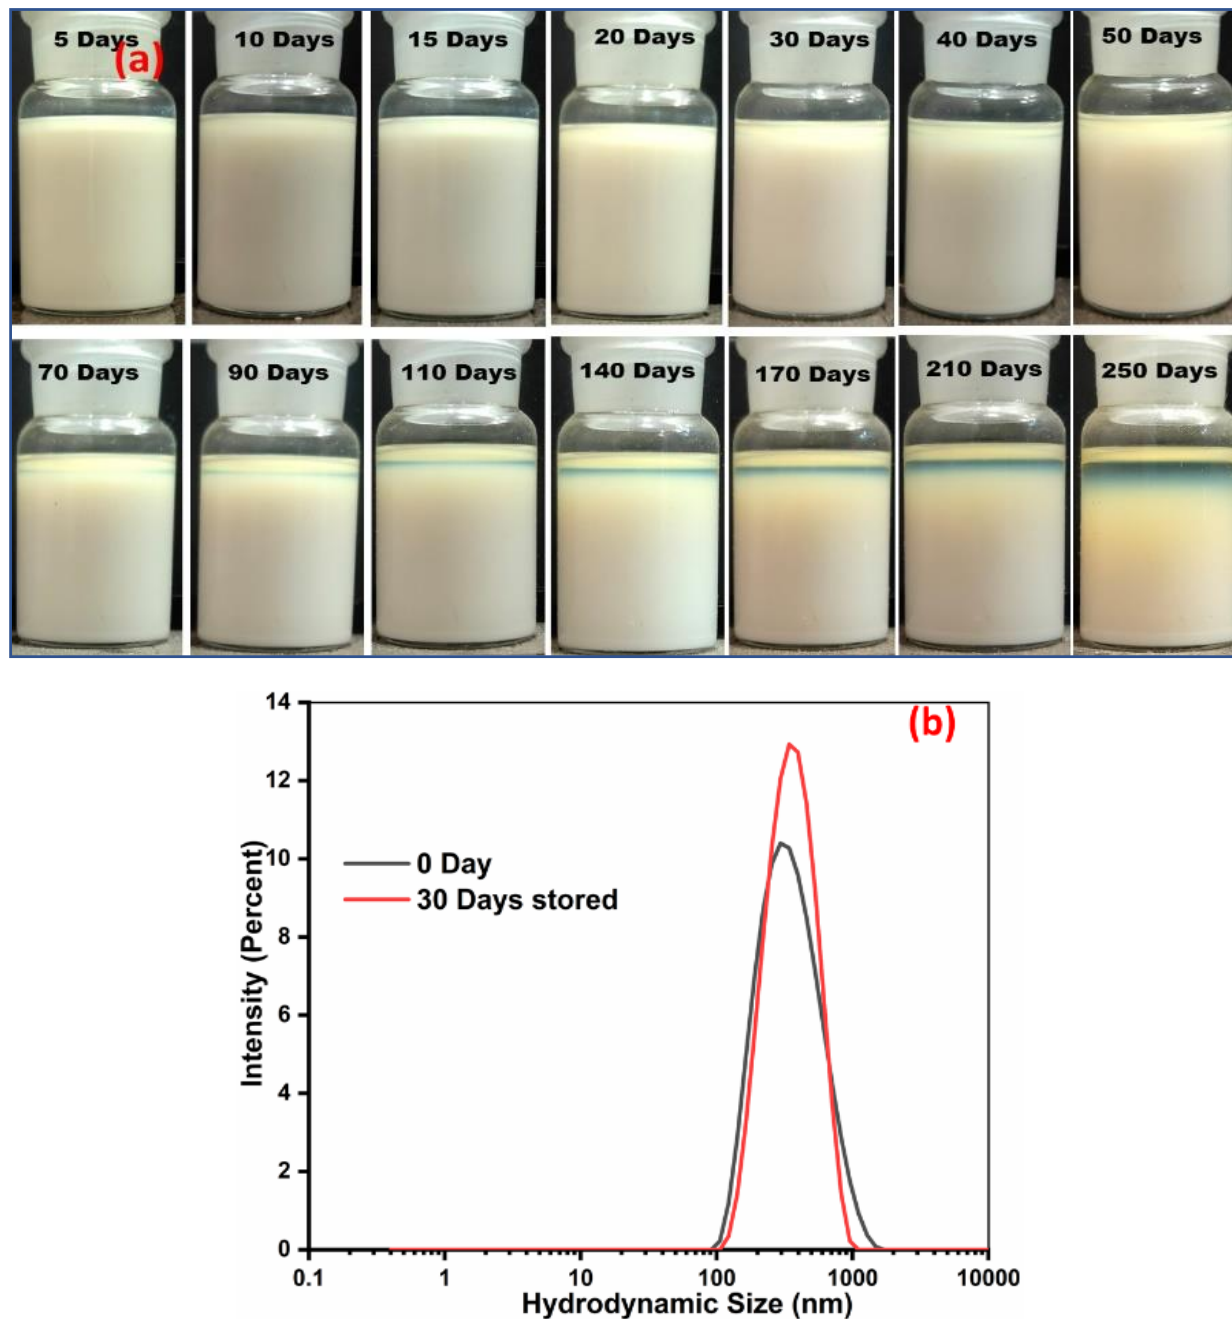 5 Days 10 Days 15 Days 20 Days 30 Days 40 Days 50 Days
(a)
70 Days 90 Days 110 Days 140 Days 170 Days 210 Days 250 Days
(b)
14
12
10
8
6
4
2
0
Intensity (Percent)
0 Day
30 Days stored
0.1 1 10 100 1000 10000
Hydrodynamic Size (nm)